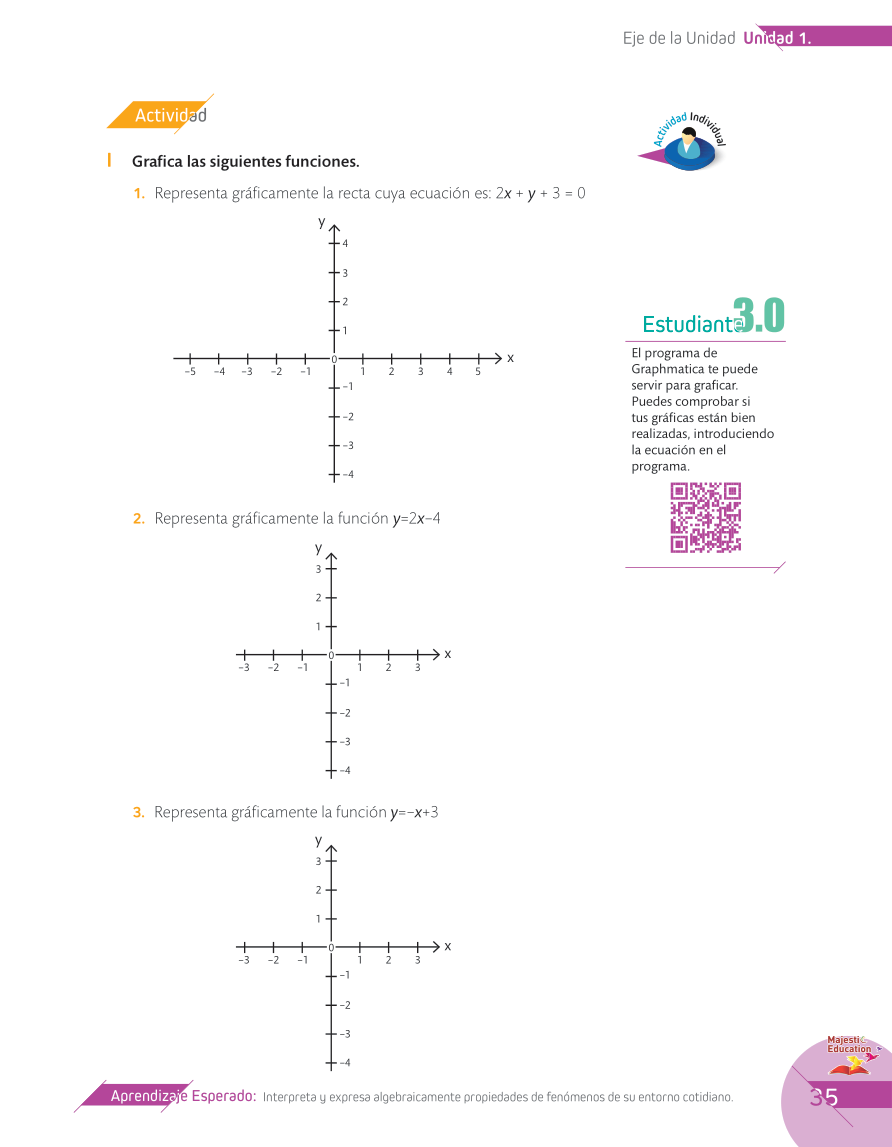 Eje de la Unidad Unidad 1.
Actividad
Actividad Individual
I Grafica las siguientes funciones.
1. Representa gráficamente la recta cuya ecuación es: 2x + y + 3 = 0
y
4
3
2
1
0
x
–5 –4 –3 –2 –1 1 2 3 4 5
–1
–2
–3
–4
Estudiante 3.0
El programa de
Graphmatica te puede
servir para graficar.
Puedes comprobar si
tus gráficas están bien
realizadas, introduciendo
la ecuación en el
programa.
2. Representa gráficamente la función y=2x–4
y
3
2
1
0
x
–3 –2 –1 1 2 3
–1
–2
–3
–4
3. Representa gráficamente la función y=–x+3
y
3
2
1
0
x
–3 –2 –1 1 2 3
–1
–2
–3
–4
Majestic
Education
Aprendizaje Esperado: Interpreta y expresa algebraicamente propiedades de fenómenos de su entorno cotidiano.
35